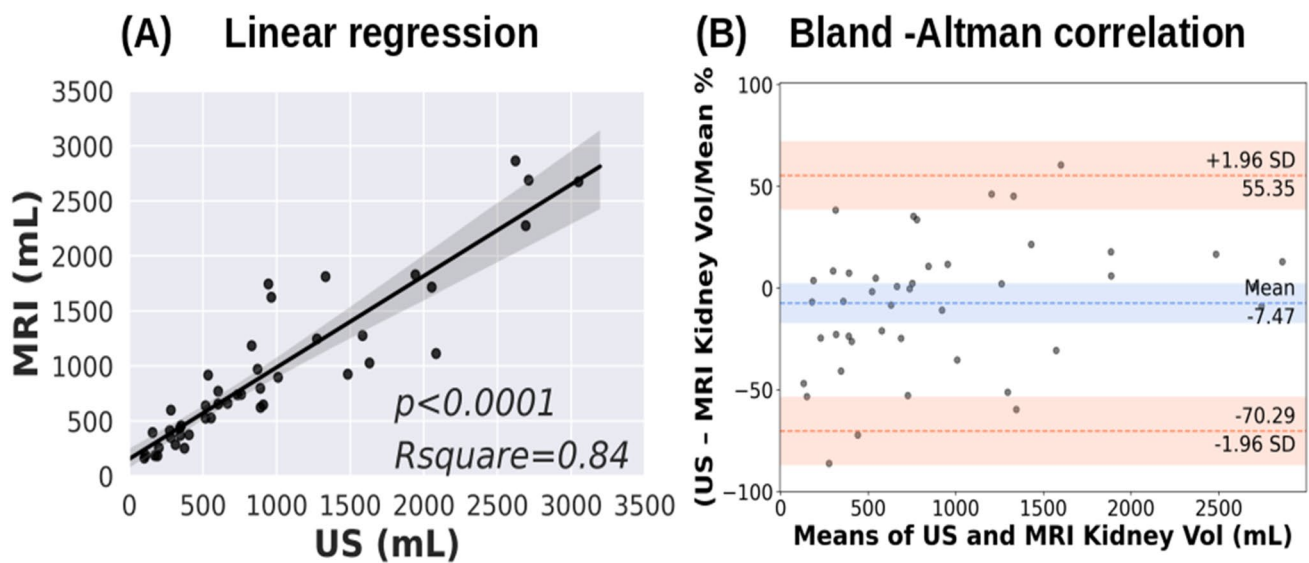 (A) Linear regression
3500
3000
2500
2000
1500
1000
500
0
MRI (mL)
p<0.0001
Rsquare=0.84
0 500 1000 1500 2000 2500 3000 3500
US (mL)
(B) Bland -Altman correlation
100
50
0
−50
−100
(US – MRI Kidney Vol/Mean %
+1.96 SD
55.35
Mean
-7.47
-70.29
-1.96 SD
0 500 1000 1500 2000 2500
Means of US and MRI Kidney Vol (mL)